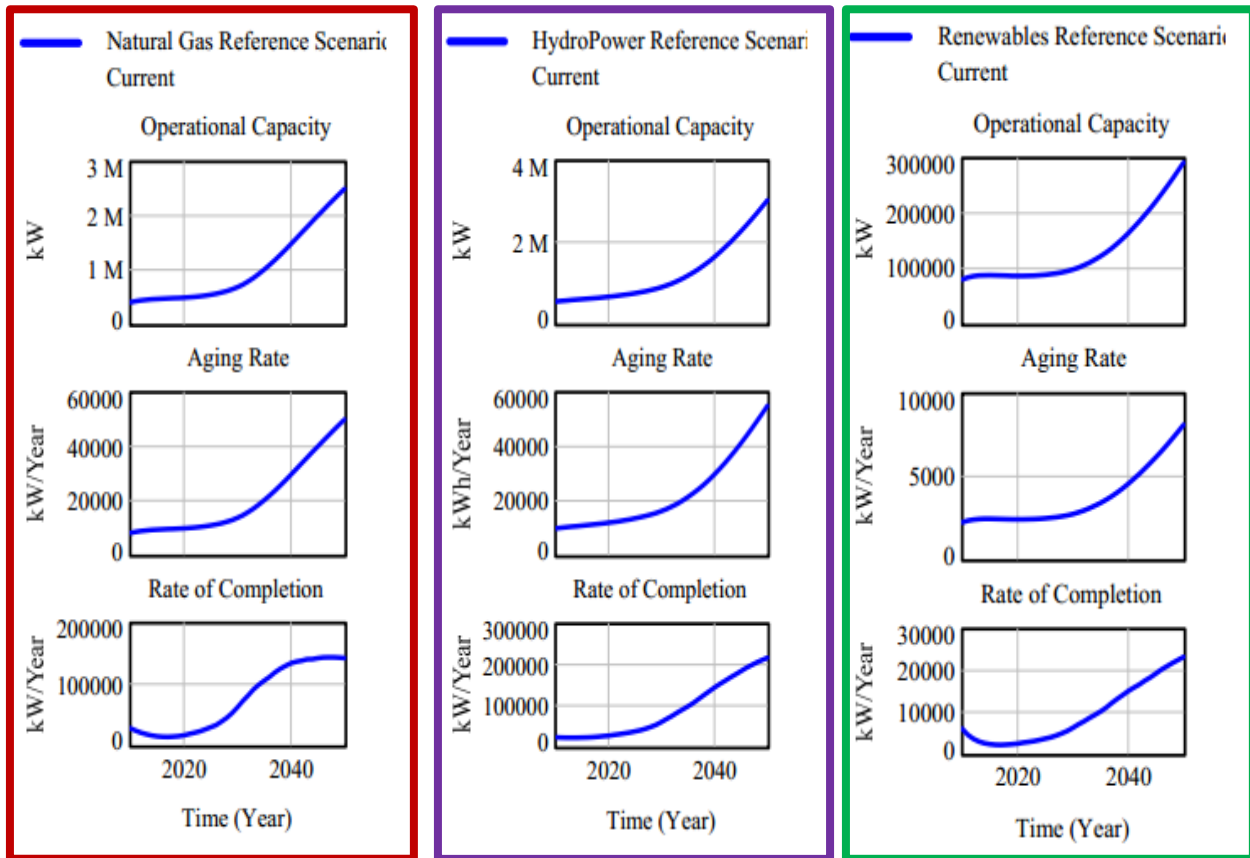 Natural Gas Reference Scenario
Current
Operational Capacity
3 M
2 M
1 M
0
kW
Aging Rate
60000
40000
20000
0
kW/Year
Rate of Completion
200000
100000
0
kW/Year
2020 2040
Time (Year)
HydroPower Reference Scenari
Current
Operational Capacity
4 M
2 M
0
kW
Aging Rate
60000
40000
20000
0
kWh/Year
Rate of Completion
300000
200000
100000
0
kW/Year
2020 2040
Time (Year)
Renewables Reference Scenari
Current
Operational Capacity
300000
200000
100000
0
kW
Aging Rate
10000
5000
0
kW/Year
Rate of Completion
30000
20000
10000
0
kW/Year
2020 2040
Time (Year)